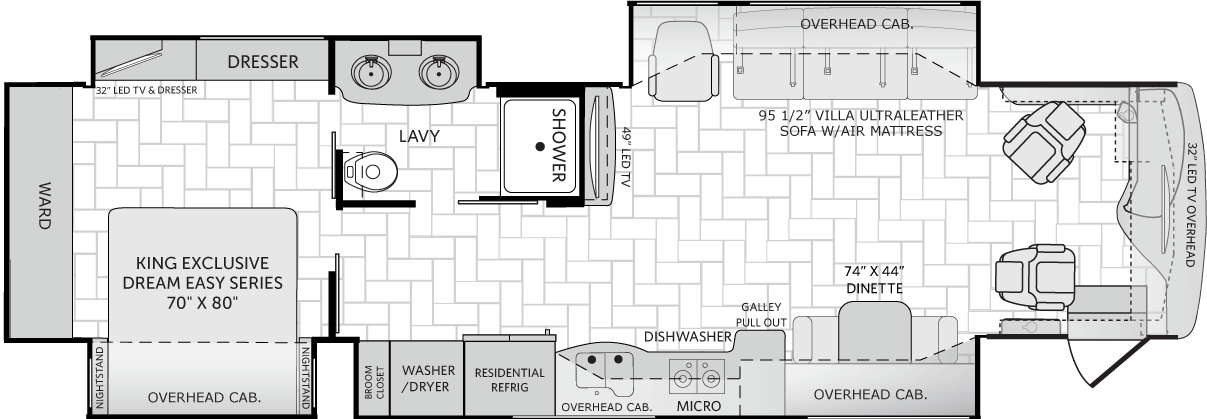 OVERHEAD CAB.
DRESSER
32" LED TV & DRESSER
95 1/2" VILLA ULTRALEATHER
SOFA W/AIR MATTRESS
LAVY
SHOWER
49" LED TV
32" LED TV OVERHEAD
WARD
KING EXCLUSIVE
DREAM EASY SERIES
70" X 80"
74" X 44"
DINETTE
GALLEY
PULL OUT
DISHWASHER
NIGHTSTAND
NIGHTSTAND
OVERHEAD CAB.
BROOM
CLOSET
WASHER
/DRYER
RESIDENTIAL
REFRIG
OVERHEAD CAB.
MICRO
OVERHEAD CAB.